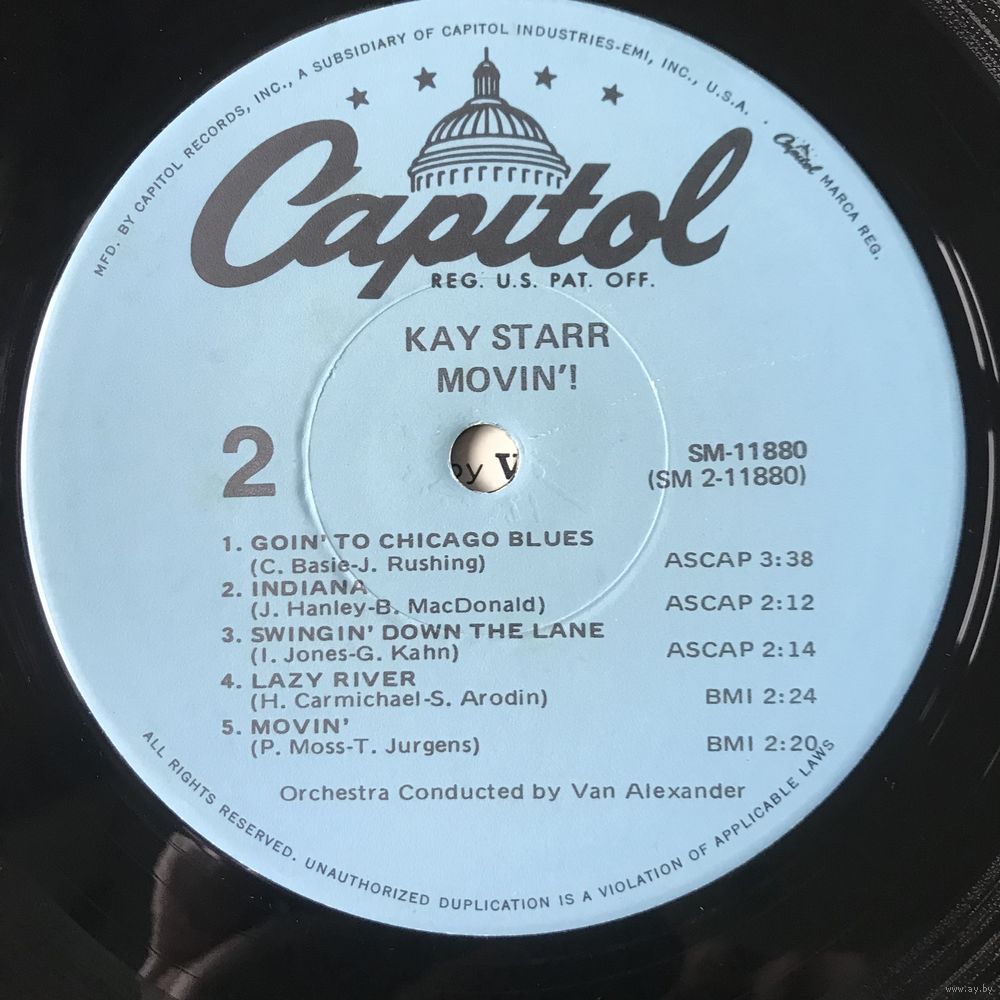 MFD. BY CAPITOL RECORDS, INC., A SUBSIDIARY OF CAPITOL INDUSTRIES-EMI, INC., U.S.A. . Capitol MARCA REG.
Capitol
REG. U.S. PAT. OFF.
KAY STARR
MOVIN'!
by V
2
SM-11880
(SM 2-11880)
1. GOIN' TO CHICAGO BLUES
(C. Basie-J. Rushing) ASCAP 3:38
2. INDIANA
(J. Hanley-B. MacDonald) ASCAP 2:12
3. SWINGIN' DOWN THE LANE
(I. Jones-G. Kahn) ASCAP 2:14
4. LAZY RIVER
(H. Carmichael-S. Arodin) BMI 2:24
5. MOVIN'
(P. Moss-T. Jurgens) BMI 2:20
Orchestra Conducted by Van Alexander
ALL RIGHTS RESERVED. UNAUTHORIZED DUPLICATION IS A VIOLATION OF APPLICABLE LAWS
www.ay.by